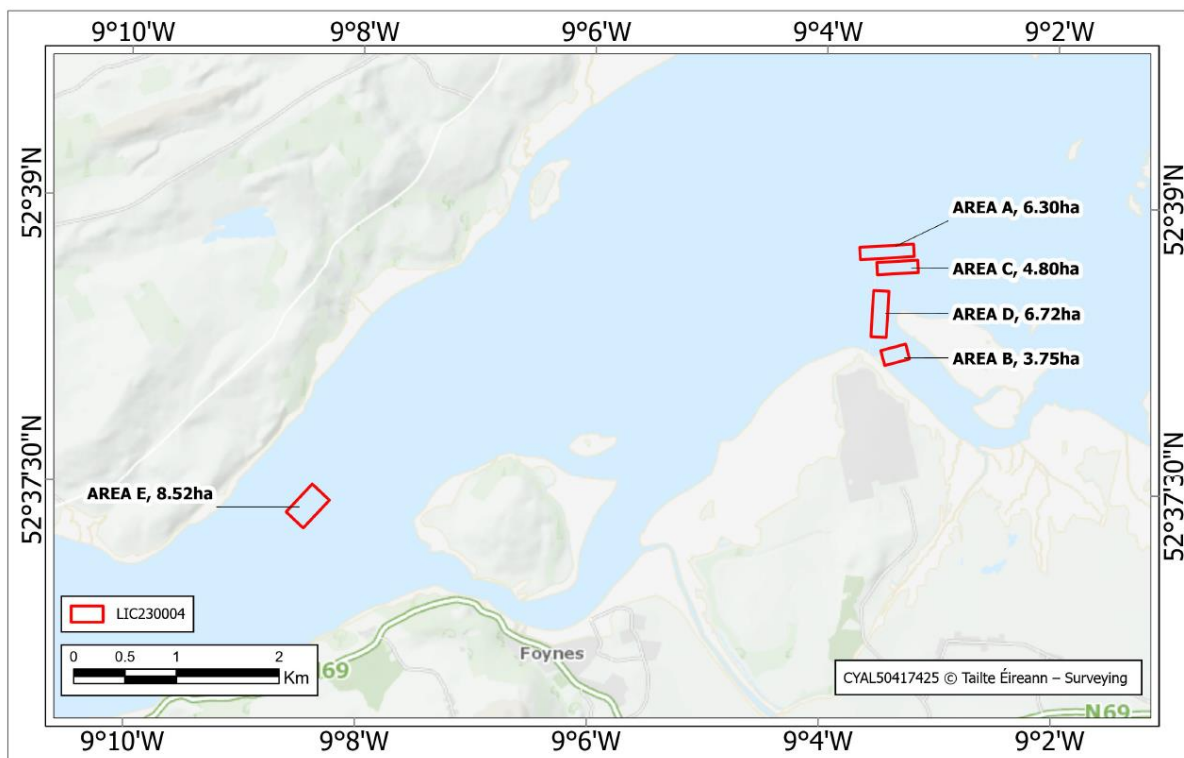 9°10'W 9°8'W 9°6'W 9°4'W 9°2'W
52°39'N
52°39'N
AREA A, 6.30ha
AREA C, 4.80ha
AREA D, 6.72ha
AREA B, 3.75ha
52°37'30"N
52°37'30"N
AREA E, 8.52ha
LIC230004
Foynes
0 0.5 1 2
Km
N69
CYAL50417425 © Tailte Éireann – Surveying
N69
9°10'W 9°8'W 9°6'W 9°4'W 9°2'W